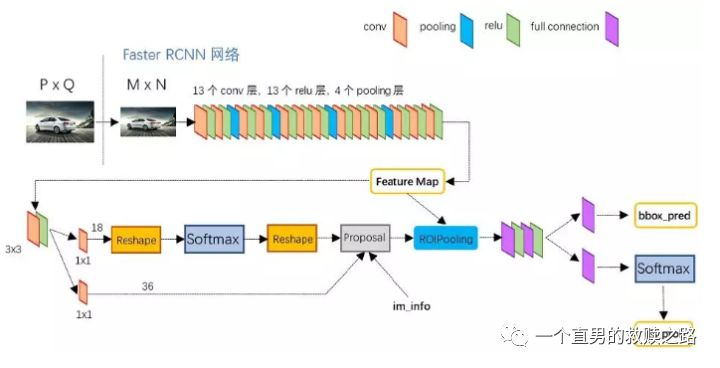 conv pooling relu full connection
Faster RCNN 网络
P x Q
M x N
13 个 conv 层，13 个 relu 层，4 个 pooling 层
Feature Map
3x3
18
1x1
Reshape
Softmax
Reshape
Proposal
ROIPooling
bbox_pred
Softmax
36
1x1
im_info
一个直男的救赎之路